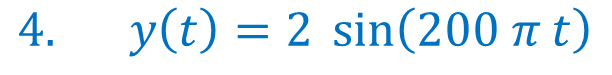 4. y(t) = 2 sin(200 π t)